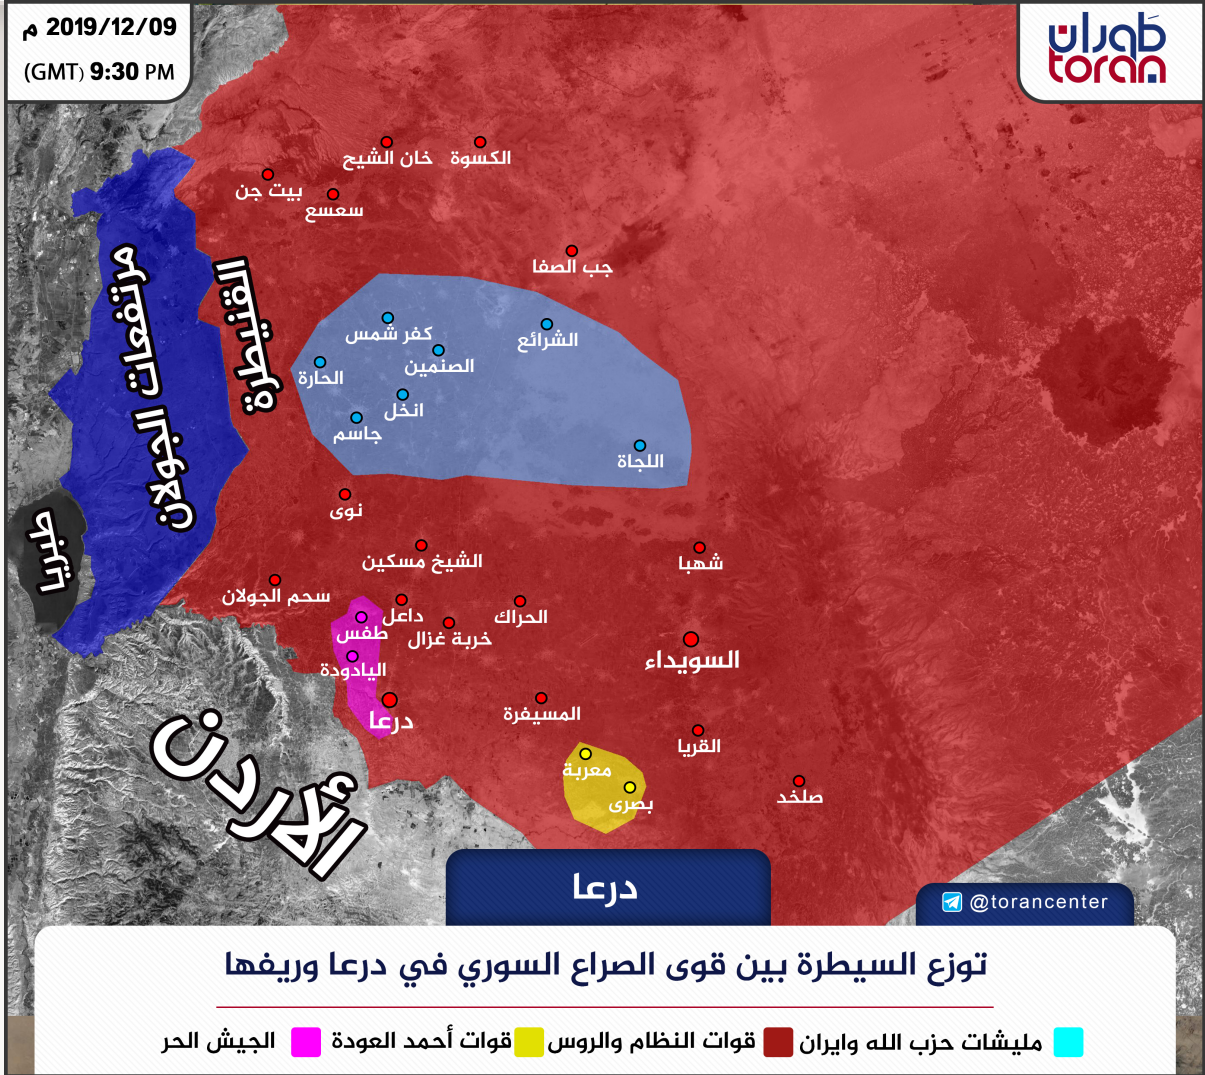 2019/12/09 م
(GMT) 9:30 PM
طوران
toran
خان الشيح
الكسوة
بيت جن
سعسع
جب الصفا
مرتفعات الجولان
القنيطرة
كفر شمس
الشرائع
الصنمين
الحارة
انخل
جاسم
اللجاة
نوى
طبريا
الشيخ مسكين
شهبا
سحم الجولان
داعل
الحراك
طفس
خربة غزال
السويداء
اليادودة
درعا
المسيفرة
القريا
معربة
بصرى
صلخد
الأردن
درعا
@torancenter
توزع السيطرة بين قوى الصراع السوري في درعا وريفها
مليشات حزب الله وايران
قوات النظام والروس
قوات أحمد العودة
الجيش الحر